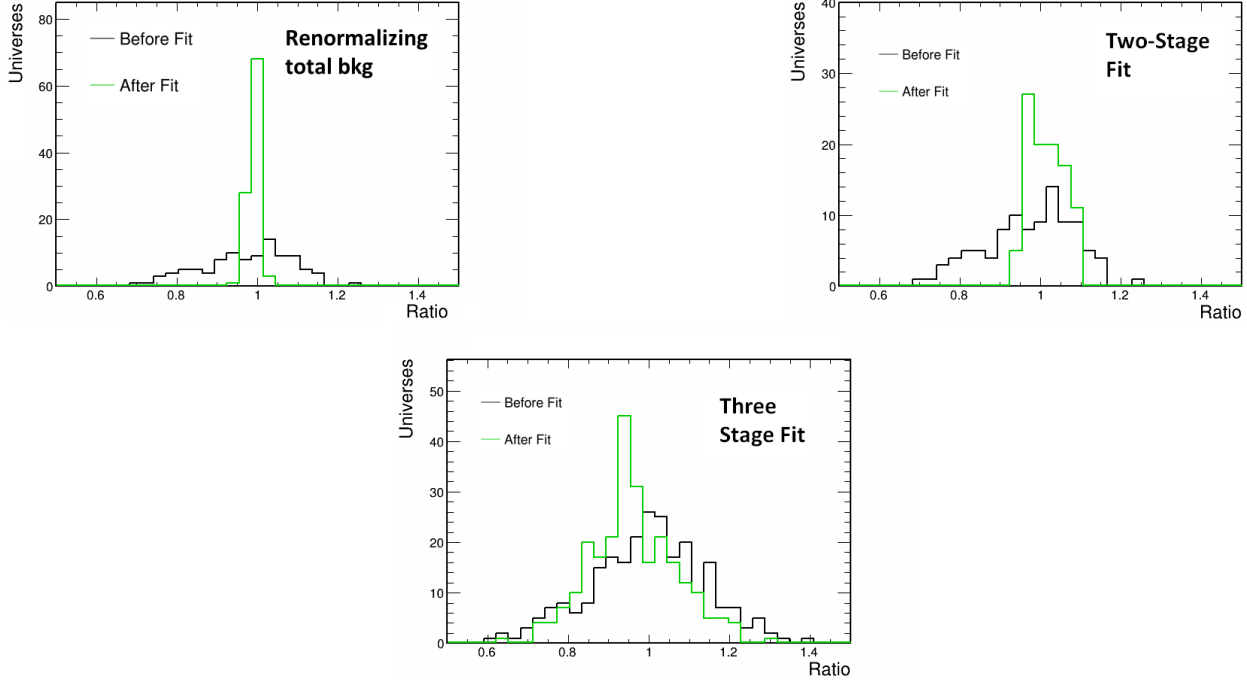 Universes
80
60
40
20
0
Before Fit
After Fit
Renormalizing
total bkg
0.6
0.8
1
1.2
1.4
Ratio
Universes
40
30
20
10
0
Before Fit
After Fit
Two-Stage
Fit
0.6
0.8
1
1.2
1.4
Ratio
Universes
50
40
30
20
10
0
Before Fit
After Fit
Three
Stage Fit
0.6
0.8
1
1.2
1.4
Ratio